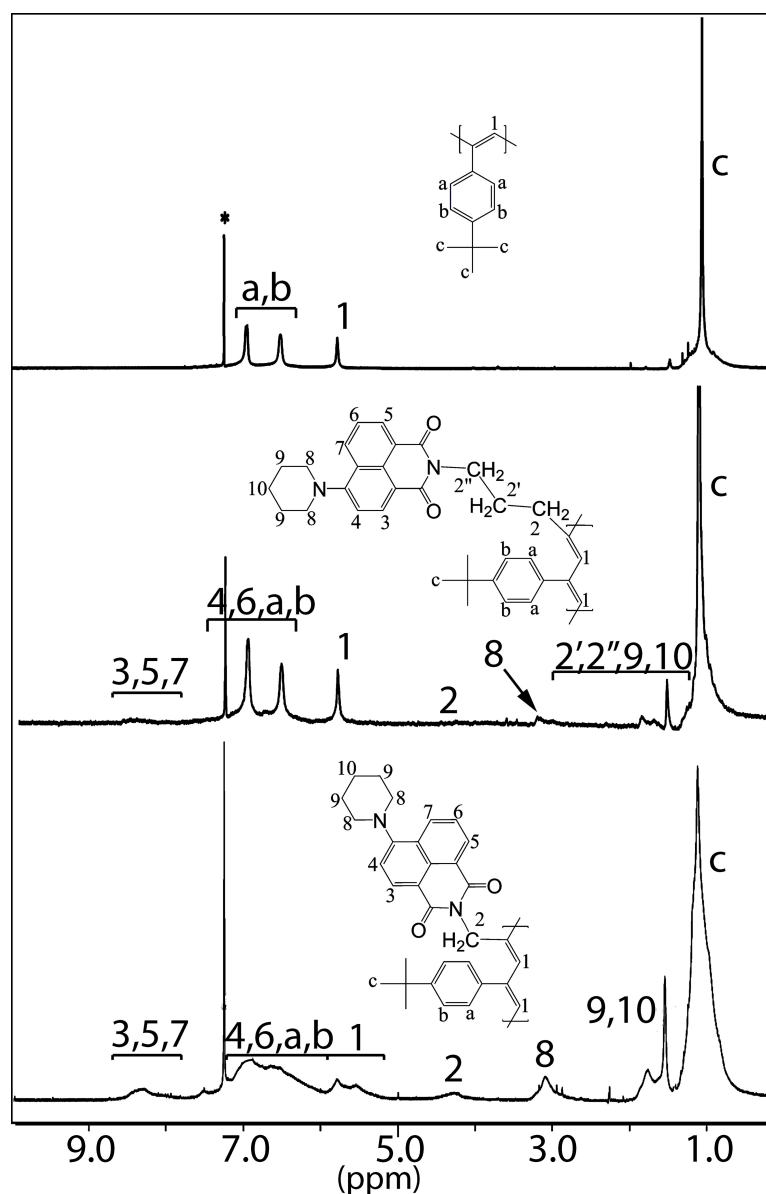 1
a a
b b
c c
c
c
*
a,b
1
6 5
7
9 8
10 N
9 8
4 3
O
N
O
CH₂
2" 2'
H₂C CH₂
2
b a
c
b a
1
1
c
4,6,a,b
3,5,7
1
2
8
2',2",9,10
10 9
9 8
8 N
7 6
5
4
3
O
N
O
2
H₂C
c
b a
1
1
c
3,5,7
4,6,a,b
1
2
8
9,10
9.0 7.0 5.0 3.0 1.0
(ppm)